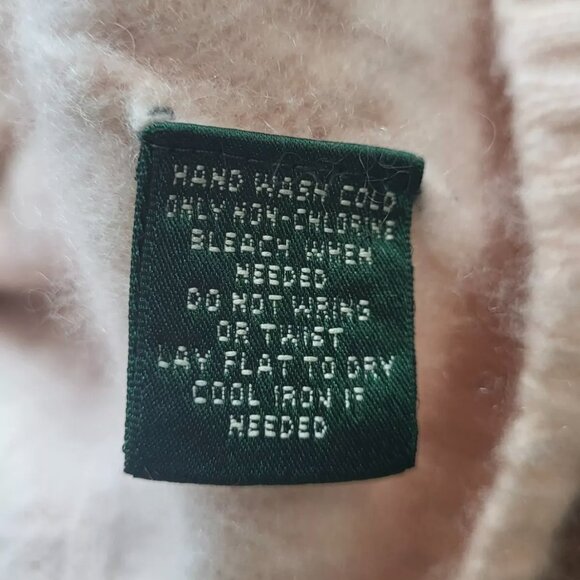 HAND WASH COLD
ONLY NON-CHLORINE
BLEACH WHEN
NEEDED
DO NOT WRING
OR TWIST
LAY FLAT TO DRY
COOL IRON IF
NEEDED